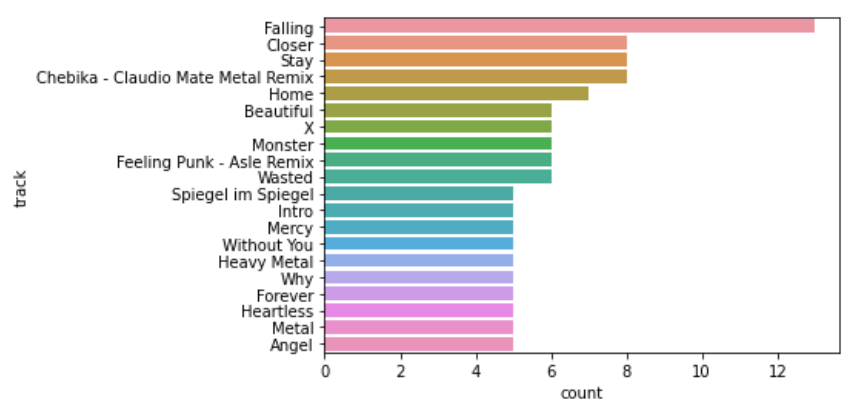 Falling
Closer
Stay
Chebika - Claudio Mate Metal Remix
Home
Beautiful
X
Monster
Feeling Punk - Asle Remix
Wasted
Spiegel im Spiegel
Intro
Mercy
Without You
Heavy Metal
Why
Forever
Heartless
Metal
Angel
track
0 2 4 6 8 10 12
count